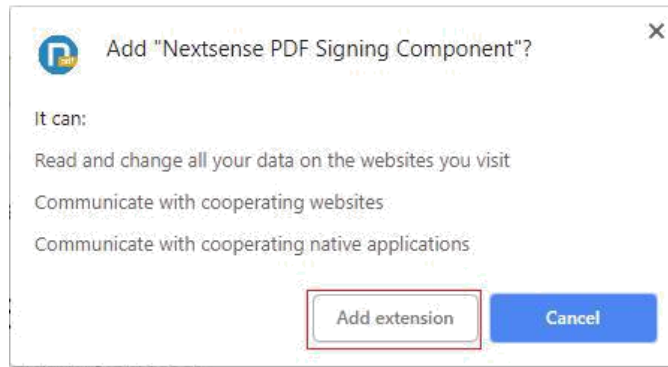 Add "Nextsense PDF Signing Component"?
It can:
Read and change all your data on the websites you visit
Communicate with cooperating websites
Communicate with cooperating native applications
Add extension
Cancel